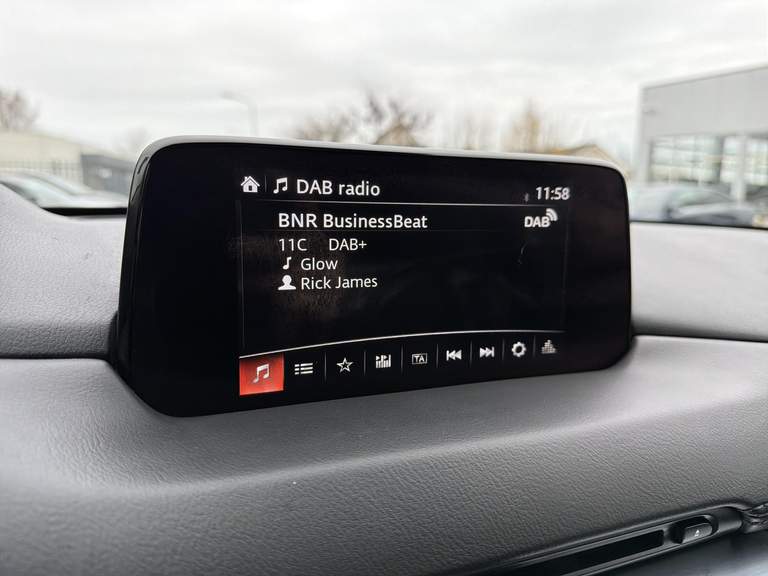 DAB radio 11:58
BNR BusinessBeat DAB
11C DAB+
Glow
Rick James
TA